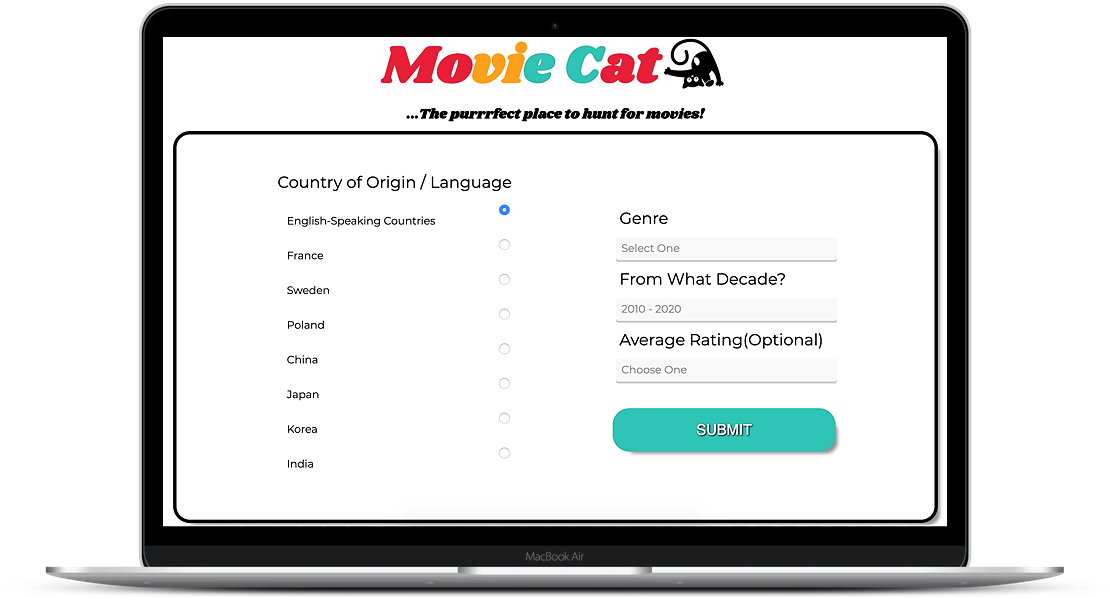 Movie Cat
...The purrrfect place to hunt for movies!
Country of Origin / Language
English-Speaking Countries
France
Sweden
Poland
China
Japan
Korea
India
Genre
Select One
From What Decade?
2010 - 2020
Average Rating(Optional)
Choose One
SUBMIT
MacBook Air